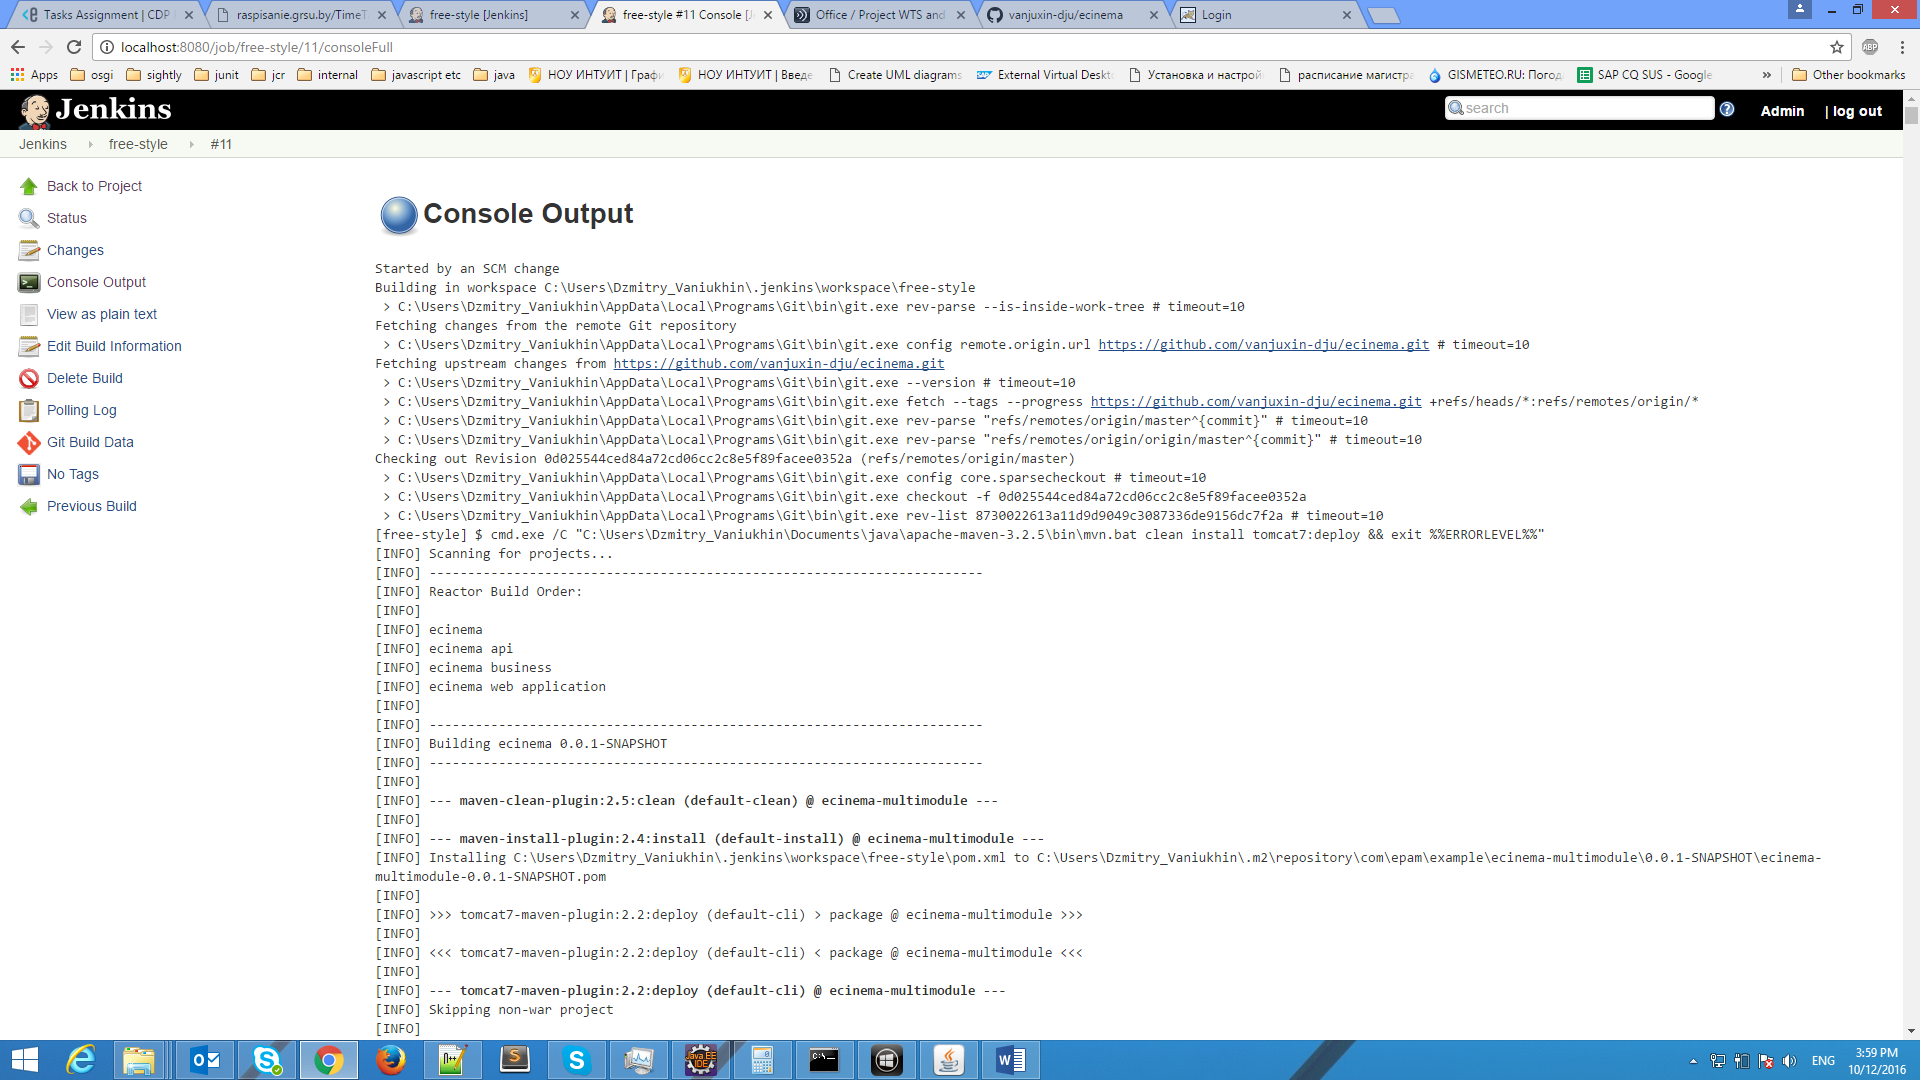 Tasks Assignment | CDP
raspisanie.grsu.by/TimeT
free-style [Jenkins]
free-style #11 Console [J
Office / Project WTS and
vanjuxin-dju/ecinema
Login
localhost:8080/job/free-style/11/consoleFull
ABP
Apps
osgi
sightly
junit
jcr
internal
javascript etc
java
НОУ ИНТУИТ | Графи
НОУ ИНТУИТ | Введе
Create UML diagrams
External Virtual Deskt
Установка и настрой
расписание магистра
GISMETEO.RU: Погод
SAP CQ SUS - Google
»
Other bookmarks
Jenkins
search
Admin
| log out
Jenkins
free-style
#11
Back to Project
Status
Changes
Console Output
View as plain text
Edit Build Information
Delete Build
Polling Log
Git Build Data
No Tags
Previous Build
Console Output
Started by an SCM change
Building in workspace C:\Users\Dzmitry_Vaniukhin\.jenkins\workspace\free-style
> C:\Users\Dzmitry_Vaniukhin\AppData\Local\Programs\Git\bin\git.exe rev-parse --is-inside-work-tree # timeout=10
Fetching changes from the remote Git repository
> C:\Users\Dzmitry_Vaniukhin\AppData\Local\Programs\Git\bin\git.exe config remote.origin.url https://github.com/vanjuxin-dju/ecinema.git # timeout=10
Fetching upstream changes from https://github.com/vanjuxin-dju/ecinema.git
> C:\Users\Dzmitry_Vaniukhin\AppData\Local\Programs\Git\bin\git.exe --version # timeout=10
> C:\Users\Dzmitry_Vaniukhin\AppData\Local\Programs\Git\bin\git.exe fetch --tags --progress https://github.com/vanjuxin-dju/ecinema.git +refs/heads/*:refs/remotes/origin/*
> C:\Users\Dzmitry_Vaniukhin\AppData\Local\Programs\Git\bin\git.exe rev-parse "refs/remotes/origin/master^{commit}" # timeout=10
> C:\Users\Dzmitry_Vaniukhin\AppData\Local\Programs\Git\bin\git.exe rev-parse "refs/remotes/origin/origin/master^{commit}" # timeout=10
Checking out Revision 0d025544ced84a72cd06cc2c8e5f89facee0352a (refs/remotes/origin/master)
> C:\Users\Dzmitry_Vaniukhin\AppData\Local\Programs\Git\bin\git.exe config core.sparsecheckout # timeout=10
> C:\Users\Dzmitry_Vaniukhin\AppData\Local\Programs\Git\bin\git.exe checkout -f 0d025544ced84a72cd06cc2c8e5f89facee0352a
> C:\Users\Dzmitry_Vaniukhin\AppData\Local\Programs\Git\bin\git.exe rev-list 8730022613a11d9d9049c3087336de9156dc7f2a # timeout=10
[free-style] $ cmd.exe /C "C:\Users\Dzmitry_Vaniukhin\Documents\java\apache-maven-3.2.5\bin\mvn.bat clean install tomcat7:deploy && exit %%ERRORLEVEL%%"
[INFO] Scanning for projects...
[INFO] ------------------------------------------------------------------------
[INFO] Reactor Build Order:
[INFO]
[INFO] ecinema
[INFO] ecinema api
[INFO] ecinema business
[INFO] ecinema web application
[INFO]
[INFO] ------------------------------------------------------------------------
[INFO] Building ecinema 0.0.1-SNAPSHOT
[INFO] ------------------------------------------------------------------------
[INFO]
[INFO] --- maven-clean-plugin:2.5:clean (default-clean) @ ecinema-multimodule ---
[INFO]
[INFO] --- maven-install-plugin:2.4:install (default-install) @ ecinema-multimodule ---
[INFO] Installing C:\Users\Dzmitry_Vaniukhin\.jenkins\workspace\free-style\pom.xml to C:\Users\Dzmitry_Vaniukhin\.m2\repository\com\epam\example\ecinema-multimodule\0.0.1-SNAPSHOT\ecinema-
multimodule-0.0.1-SNAPSHOT.pom
[INFO]
[INFO] >>> tomcat7-maven-plugin:2.2:deploy (default-cli) > package @ ecinema-multimodule >>>
[INFO]
[INFO] <<< tomcat7-maven-plugin:2.2:deploy (default-cli) < package @ ecinema-multimodule <<<
[INFO]
[INFO] --- tomcat7-maven-plugin:2.2:deploy (default-cli) @ ecinema-multimodule ---
[INFO] Skipping non-war project
[INFO]
ENG
3:59 PM
10/12/2016